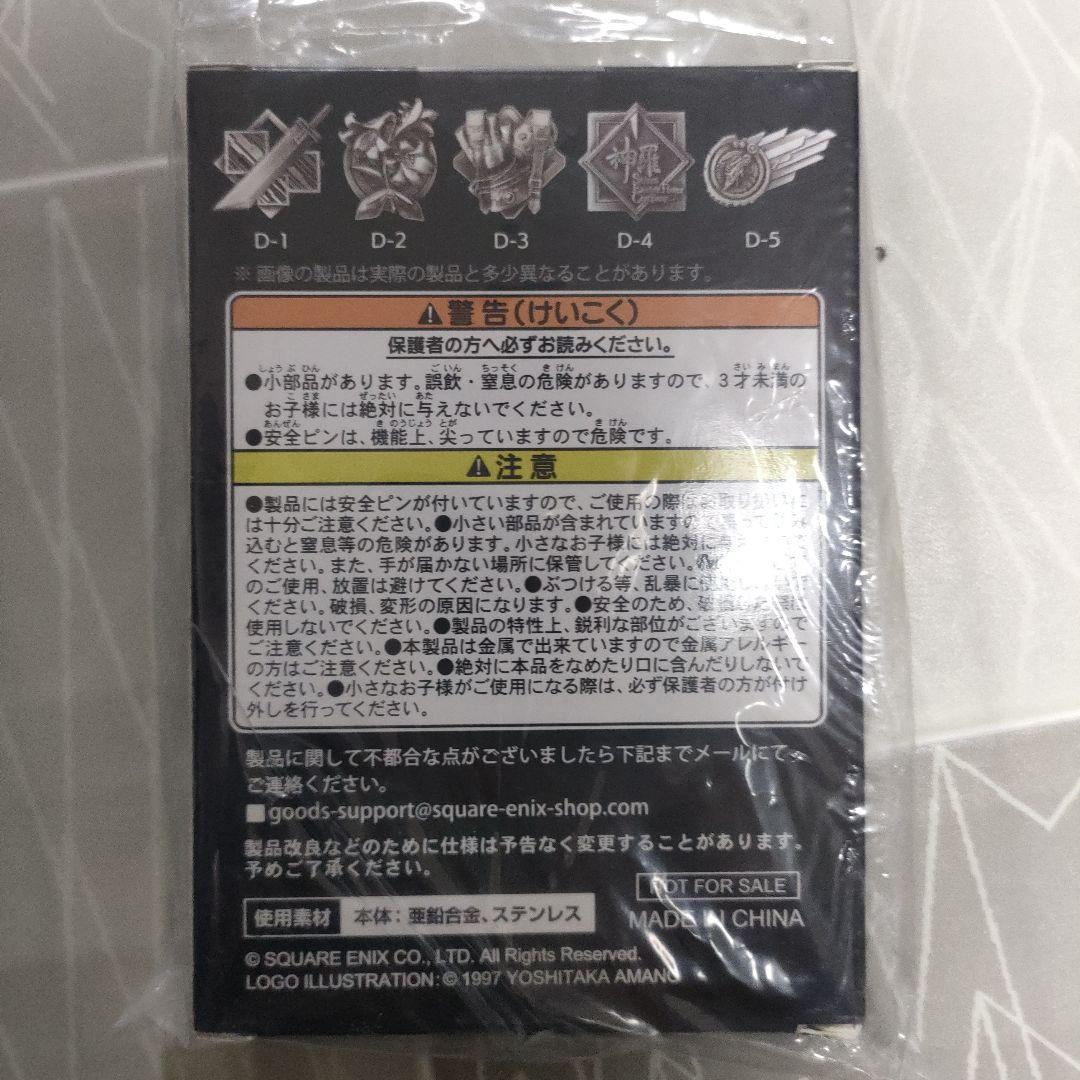 神羅
D-1 D-2 D-3 D-4 D-5
※ 画像の製品は実際の製品と多少異なることがあります。
警告(けいこく)
保護者の方へ必ずお読みください。
●小部品があります。誤飲・窒息の危険がありますので、3才未満の
お子様には絶対に与えないでください。
●安全ピンは、機能上、尖っていますので危険です。
注意
●製品には安全ピンが付いていますので、ご使用の際は お取り扱いに
は十分ご注意ください。●小さい部品が含まれていますので
込むと窒息等の危険があります。小さなお子様には絶対に与え
ください。また、手が届かない場所に保管してください。
のご使用、放置は避けてください。●ぶつける等、乱暴に
ください。破損、変形の原因になります。●安全のため、破損
使用しないでください。●製品の特性上、鋭利な部位がございますので
ご注意ください。●本製品は金属で出来ていますので金属アレルギー
の方はご注意ください。●絶対に本品をなめたり口に含んだりしないで
ください。●小さなお子様がご使用になる際は、必ず保護者の方が付け
外しを行ってください。
製品に関して不都合な点がございましたら下記までメールにて
ご連絡ください。
■goods-support@square-enix-shop.com
製品改良などのために仕様は予告なく変更することがあります。
予めご了承ください。
NOT FOR SALE
使用素材 本体：亜鉛合金、ステンレス
MADE IN CHINA
© SQUARE ENIX CO., LTD. All Rights Reserved.
LOGO ILLUSTRATION: © 1997 YOSHITAKA AMANO